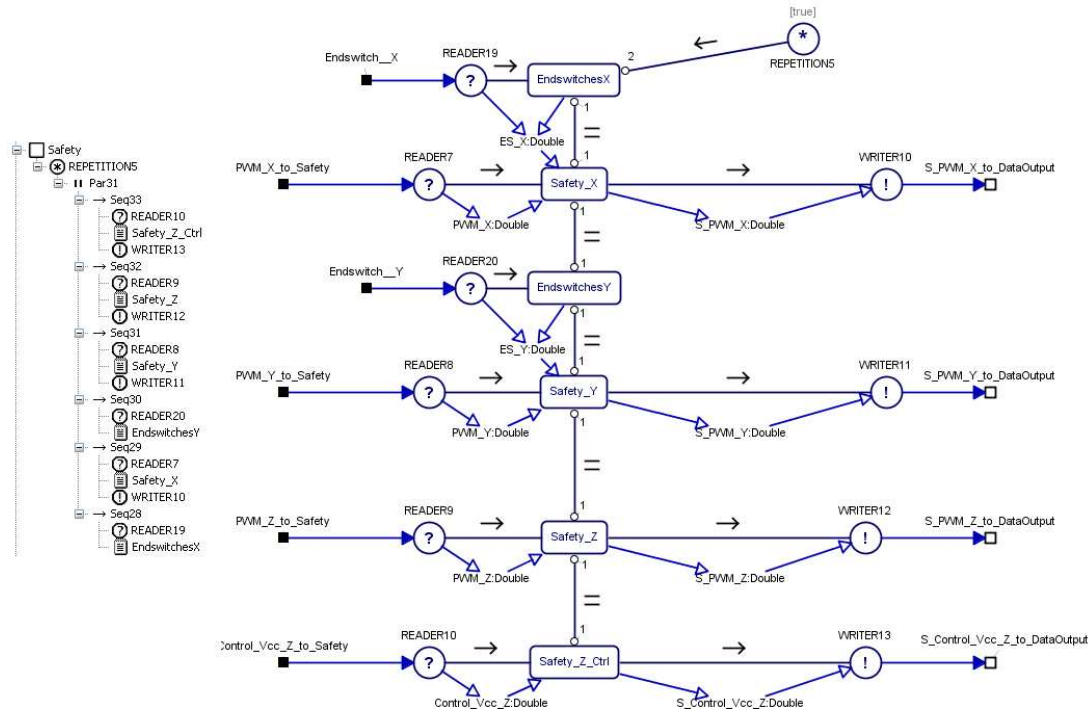 Safety
REPETITION5
Par31
Seq33
READER10
Safety_Z_Ctrl
WRITER13
Seq32
READER9
Safety_Z
WRITER12
Seq31
READER8
Safety_Y
WRITER11
Seq30
READER20
EndswitchesY
Seq29
READER7
Safety_X
WRITER10
Seq28
READER19
EndswitchesX
[true]
*
REPETITION5
Endswitch__X
READER19
?
EndswitchesX
2
1
=
ES_X:Double
1
PWM_X_to_Safety
READER7
?
Safety_X
WRITER10
!
S_PWM_X_to_DataOutput
PWM_X:Double
S_PWM_X:Double
1
=
1
Endswitch__Y
READER20
?
EndswitchesY
1
=
ES_Y:Double
1
PWM_Y_to_Safety
READER8
?
Safety_Y
WRITER11
!
S_PWM_Y_to_DataOutput
PWM_Y:Double
S_PWM_Y:Double
1
=
1
PWM_Z_to_Safety
READER9
?
Safety_Z
WRITER12
!
S_PWM_Z_to_DataOutput
PWM_Z:Double
S_PWM_Z:Double
1
=
1
Control_Vcc_Z_to_Safety
READER10
?
Safety_Z_Ctrl
WRITER13
!
S_Control_Vcc_Z_to_DataOutput
Control_Vcc_Z:Double
S_Control_Vcc_Z:Double